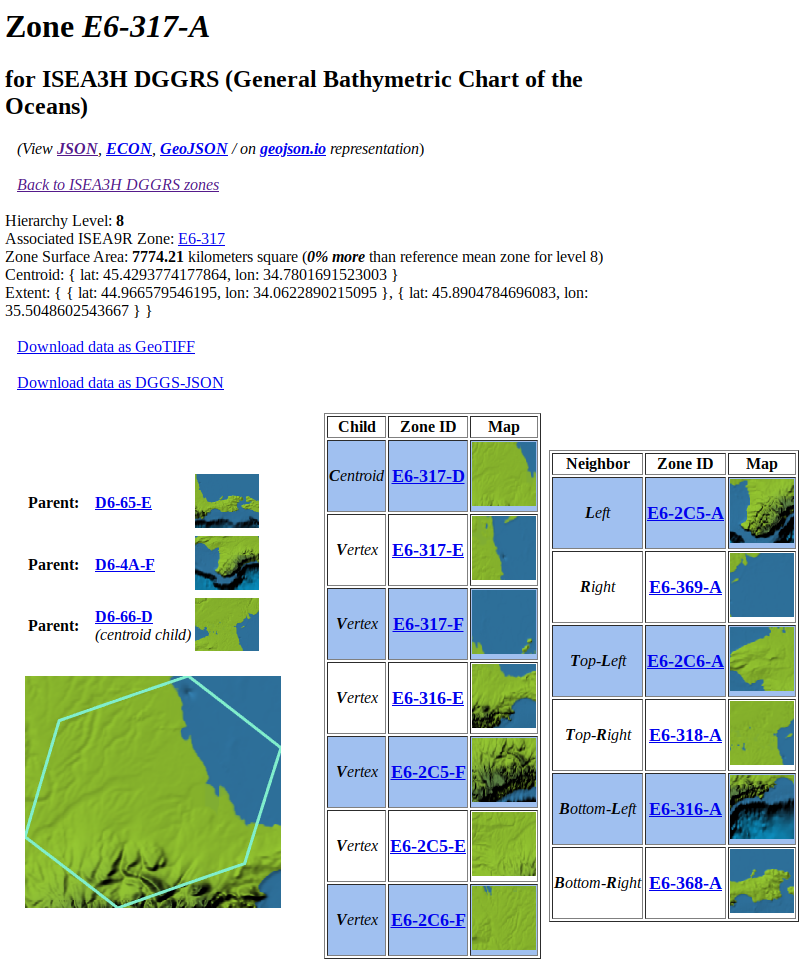 Zone E6-317-A
for ISEA3H DGGRS (General Bathymetric Chart of the
Oceans)
(View JSON, ECON, GeoJSON / on geojson.io representation)
Back to ISEA3H DGGRS zones
Hierarchy Level: 8
Associated ISEA9R Zone: E6-317
Zone Surface Area: 7774.21 kilometers square (0% more than reference mean zone for level 8)
Centroid: { lat: 45.4293774177864, lon: 34.7801691523003 }
Extent: { { lat: 44.966579546195, lon: 34.0622890215095 }, { lat: 45.8904784696083, lon:
35.5048602543667 } }
Download data as GeoTIFF
Download data as DGGS-JSON
Parent: D6-65-E
Parent: D6-4A-F
Parent: D6-66-D
(centroid child)
Child Zone ID Map
Centroid E6-317-D
Vertex E6-317-E
Vertex E6-317-F
Vertex E6-316-E
Vertex E6-2C5-F
Vertex E6-2C5-E
Vertex E6-2C6-F
Neighbor Zone ID Map
Left E6-2C5-A
Right E6-369-A
Top-Left E6-2C6-A
Top-Right E6-318-A
Bottom-Left E6-316-A
Bottom-Right E6-368-A